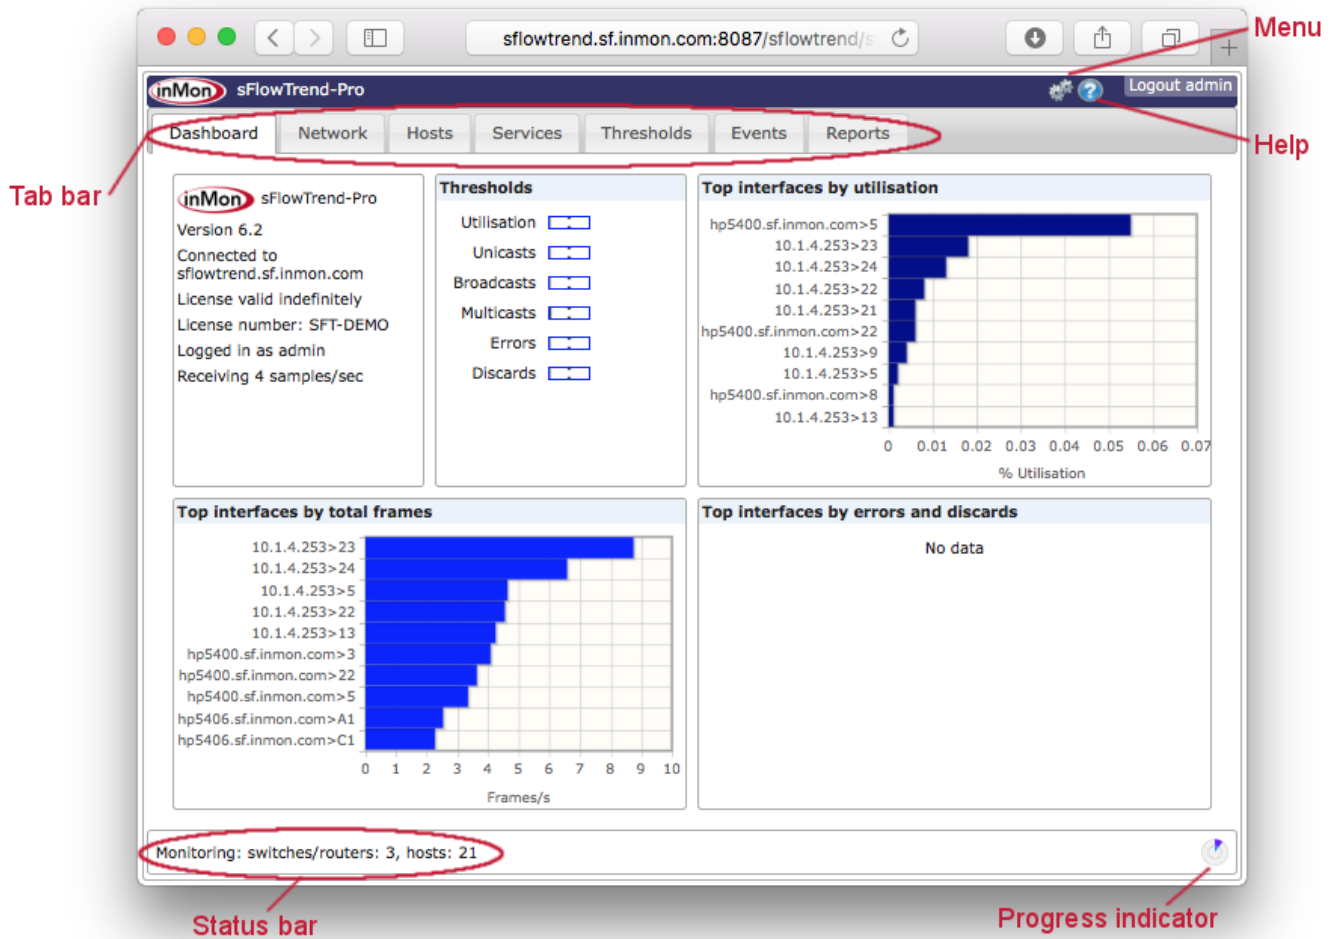 sflowtrend.sf.inmon.com:8087/sflowtrend/s
Menu
inMon sFlowTrend-Pro
Logout admin
Dashboard Network Hosts Services Thresholds Events Reports
Help
Tab bar
inMon sFlowTrend-Pro
Version 6.2
Connected to
sflowtrend.sf.inmon.com
License valid indefinitely
License number: SFT-DEMO
Logged in as admin
Receiving 4 samples/sec
Thresholds
Utilisation
Unicasts
Broadcasts
Multicasts
Errors
Discards
Top interfaces by utilisation
hp5400.sf.inmon.com>5
10.1.4.253>23
10.1.4.253>24
10.1.4.253>22
10.1.4.253>21
hp5400.sf.inmon.com>22
10.1.4.253>9
10.1.4.253>5
hp5400.sf.inmon.com>8
10.1.4.253>13
0 0.01 0.02 0.03 0.04 0.05 0.06 0.07
% Utilisation
Top interfaces by total frames
10.1.4.253>23
10.1.4.253>24
10.1.4.253>5
10.1.4.253>22
10.1.4.253>13
hp5400.sf.inmon.com>3
hp5400.sf.inmon.com>22
hp5400.sf.inmon.com>5
hp5406.sf.inmon.com>A1
hp5406.sf.inmon.com>C1
0 1 2 3 4 5 6 7 8 9 10
Frames/s
Top interfaces by errors and discards
No data
Monitoring: switches/routers: 3, hosts: 21
Status bar
Progress indicator